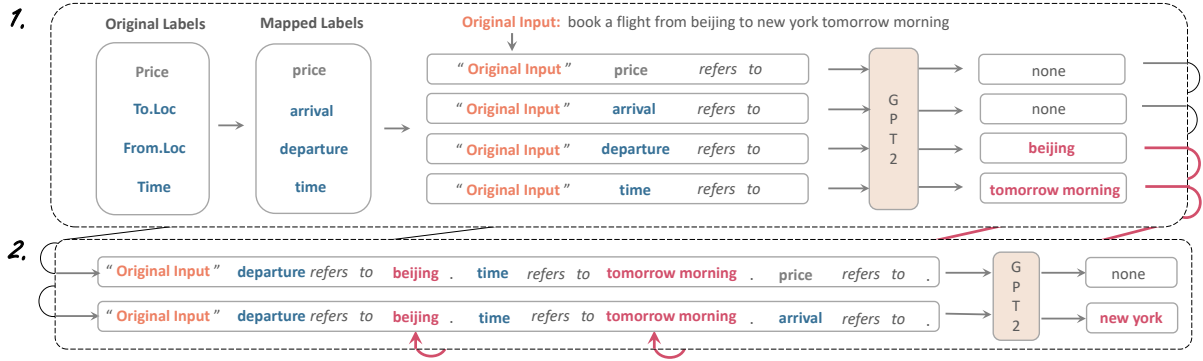 1.
Original Labels
Mapped Labels
Original Input: book a flight from beijing to new york tomorrow morning
Price
To.Loc
From.Loc
Time
price
arrival
departure
time
“ Original Input ” price refers to
“ Original Input ” arrival refers to
“ Original Input ” departure refers to
“ Original Input ” time refers to
GPT2
none
none
beijing
tomorrow morning
2.
“ Original Input ” departure refers to beijing . time refers to tomorrow morning . price refers to .
“ Original Input ” departure refers to beijing . time refers to tomorrow morning . arrival refers to .
GPT2
none
new york